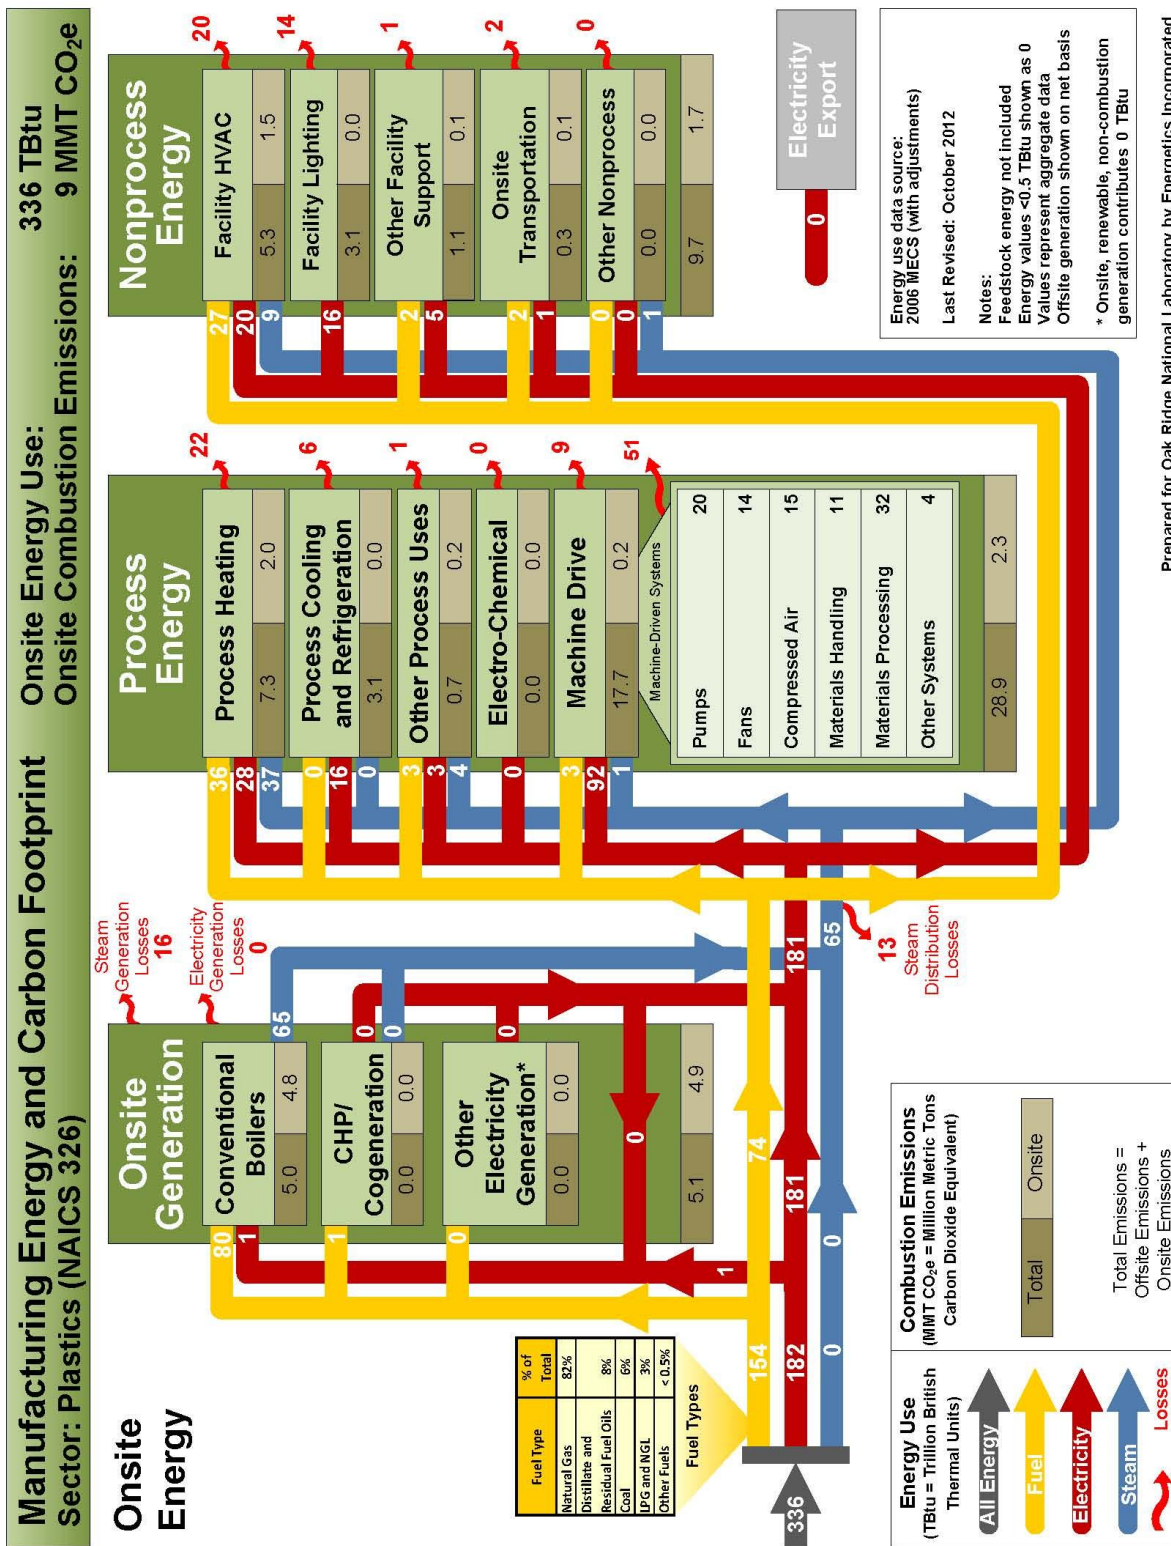 Manufacturing Energy and Carbon Footprint
Sector: Plastics (NAICS 326)
Onsite Energy Use: 336 TBtu
Onsite Combustion Emissions: 9 MMT CO₂e
Onsite
Energy
Fuel Type % of Total
Natural Gas 82%
Distillate and
Residual Fuel Oils 8%
Coal 6%
LPG and NGL 3%
Other Fuels < 0.5%
Fuel Types
336
154
182
0
1
181
0
74
Onsite
Generation
80
1
Conventional
Boilers
5.0 4.8
65
1
CHP/
Cogeneration
0.0 0.0
0
0
0
Other
Electricity
Generation*
0.0 0.0
0
0
5.1 4.9
Steam
Generation
Losses
16
Electricity
Generation
Losses
0
181
65
13
Steam
Distribution
Losses
Process
Energy
36
28
37
Process Heating
7.3 2.0
22
0
16
0
Process Cooling
and Refrigeration
3.1 0.0
6
3
3
4
Other Process Uses
0.7 0.2
1
0
Electro-Chemical
0.0 0.0
0
3
92
1
Machine Drive
17.7 0.2
9
Machine-Driven Systems
51
Pumps 20
Fans 14
Compressed Air 15
Materials Handling 11
Materials Processing 32
Other Systems 4
28.9 2.3
Nonprocess
Energy
27
20
9
Facility HVAC
5.3 1.5
20
16
Facility Lighting
3.1 0.0
14
2
5
Other Facility
Support
1.1 0.1
1
2
1
Onsite
Transportation
0.3 0.1
2
0
0
1
Other Nonprocess
0.0 0.0
0
9.7 1.7
0
Electricity
Export
Energy Use
(TBtu = Trillion British
Thermal Units)
All Energy
Fuel
Electricity
Steam
Losses
Combustion Emissions
(MMT CO₂e = Million Metric Tons
Carbon Dioxide Equivalent)
Total Onsite
Total Emissions =
Offsite Emissions +
Onsite Emissions
Energy use data source:
2006 MECS (with adjustments)
Last Revised: October 2012
Notes:
Feedstock energy not included
Energy values <0.5 TBtu shown as 0
Values represent aggregate data
Offsite generation shown on net basis
* Onsite, renewable, non-combustion
generation contributes 0 TBtu
Prepared for Oak Ridge National Laboratory by Energetics Incorporated